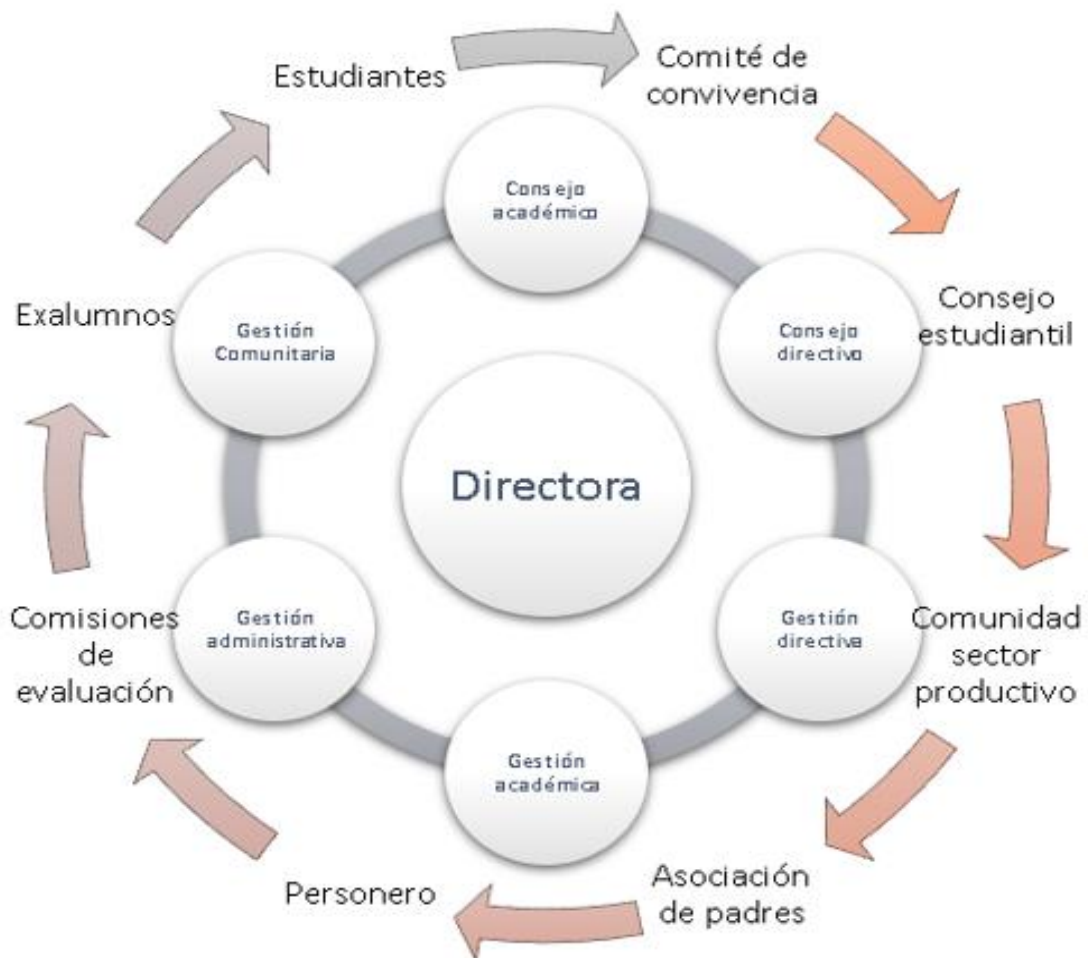 Estudiantes
Comité de
convivencia
Consejo
estudiantil
Comunidad
sector
productivo
Asociación
de padres
Personero
Comisiones
de
evaluación
Exalumnos
Consejo
académico
Consejo
directivo
Gestión
directiva
Gestión
académica
Gestión
administrativa
Gestión
Comunitaria
Directora